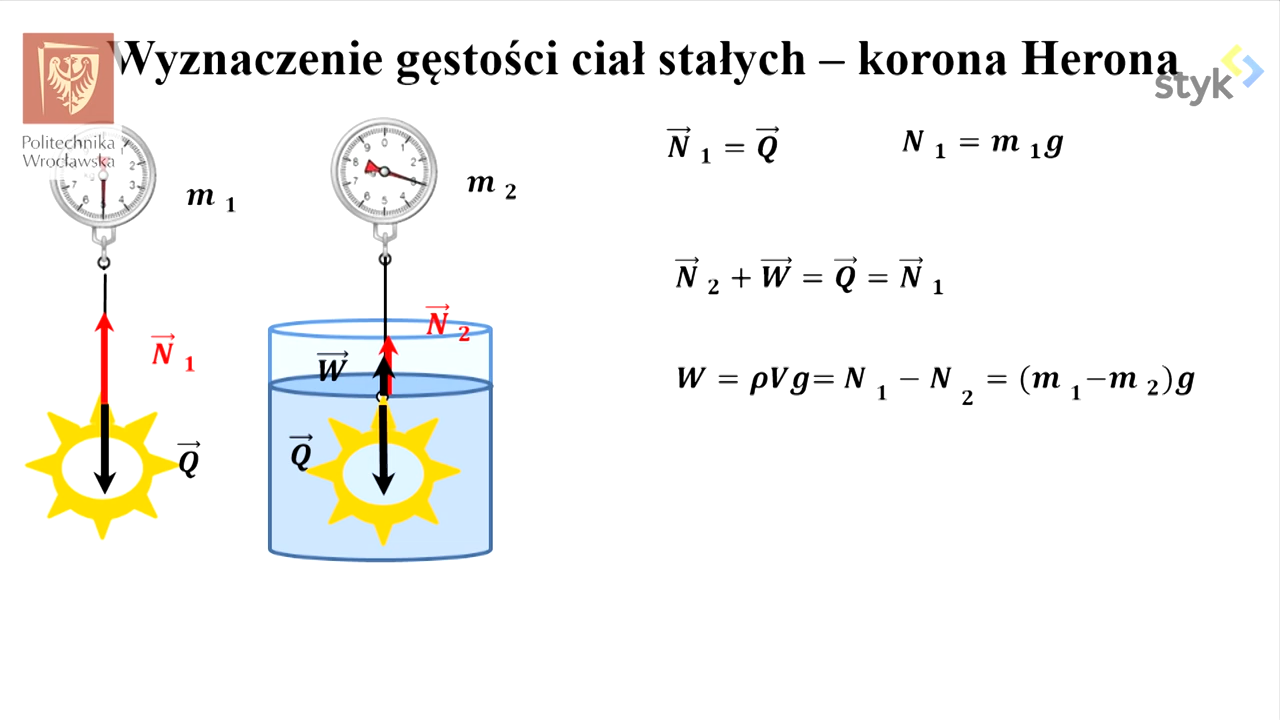 Wyznaczenie gęstości ciał stałych – korona Herona
Politechnika
Wrocławska
styk
m 1
m 2
N 1 = Q
N 1 = m 1g
N 2 + W = Q = N 1
W = ρVg= N 1 − N 2 = (m 1−m 2)g
N 1
N 2
W
Q
Q